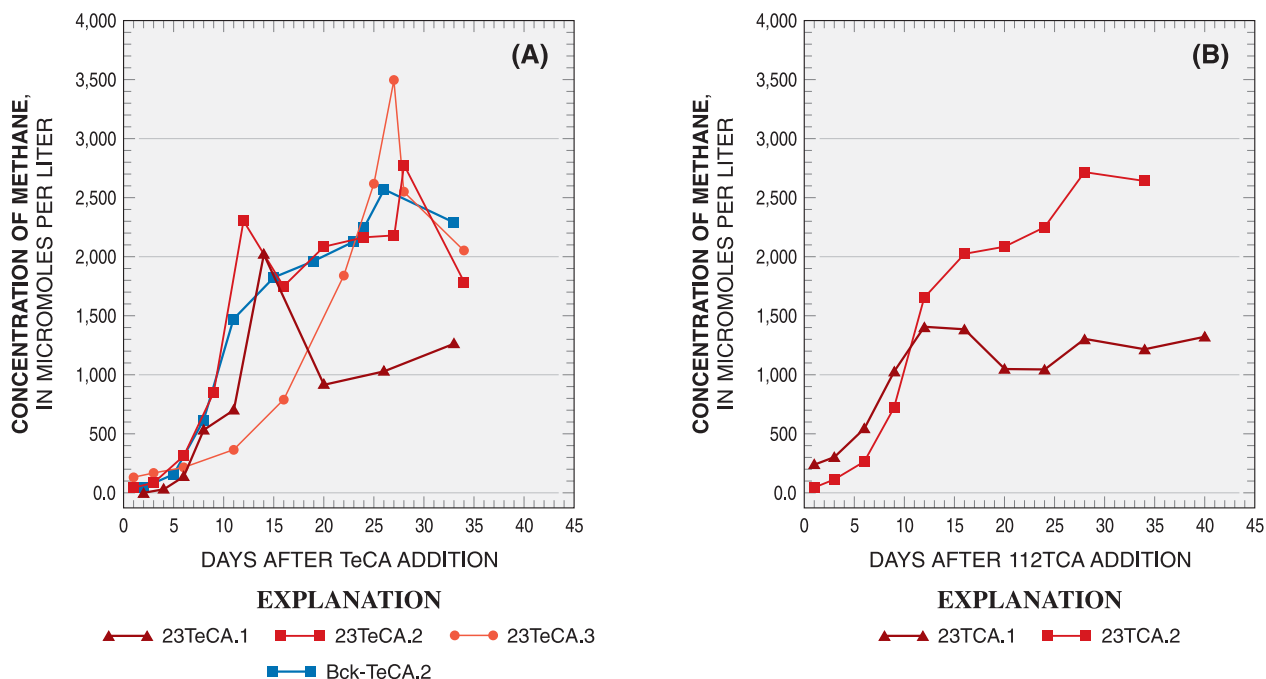 CONCENTRATION OF METHANE,
IN MICROMOLES PER LITER
4,000
3,500
3,000
2,500
2,000
1,500
1,000
500
0.0
(A)
0 5 10 15 20 25 30 35 40 45
DAYS AFTER TeCA ADDITION
EXPLANATION
23TeCA.1 23TeCA.2 23TeCA.3
Bck-TeCA.2
CONCENTRATION OF METHANE,
IN MICROMOLES PER LITER
4,000
3,500
3,000
2,500
2,000
1,500
1,000
500
0.0
(B)
0 5 10 15 20 25 30 35 40 45
DAYS AFTER 112TCA ADDITION
EXPLANATION
23TCA.1 23TCA.2